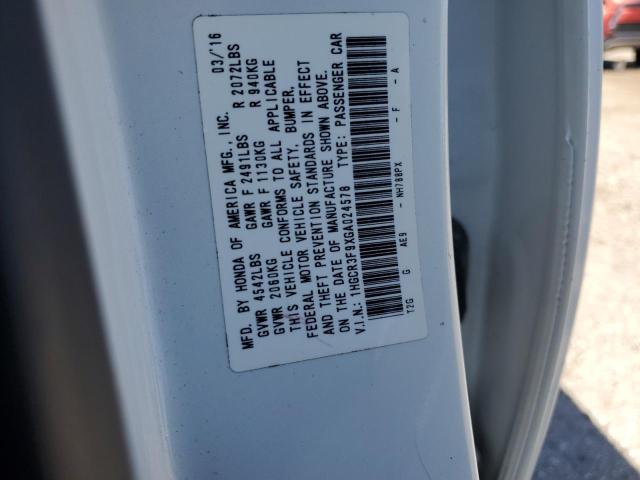 MFD. BY HONDA OF AMERICA MFG., INC. 03/'16
GVWR 4542LBS GAWR F 2491LBS R 2072LBS
GVWR 2060KG GAWR F 1130KG R 940KG
THIS VEHICLE CONFORMS TO ALL APPLICABLE
FEDERAL MOTOR VEHICLE SAFETY, BUMPER,
AND THEFT PREVENTION STANDARDS IN EFFECT
ON THE DATE OF MANUFACTURE SHOWN ABOVE.
V.I.N.: 1HGCR3F9XGA024578 TYPE: PASSENGER CAR
G AE9 - NH788PX - F - A
T2G